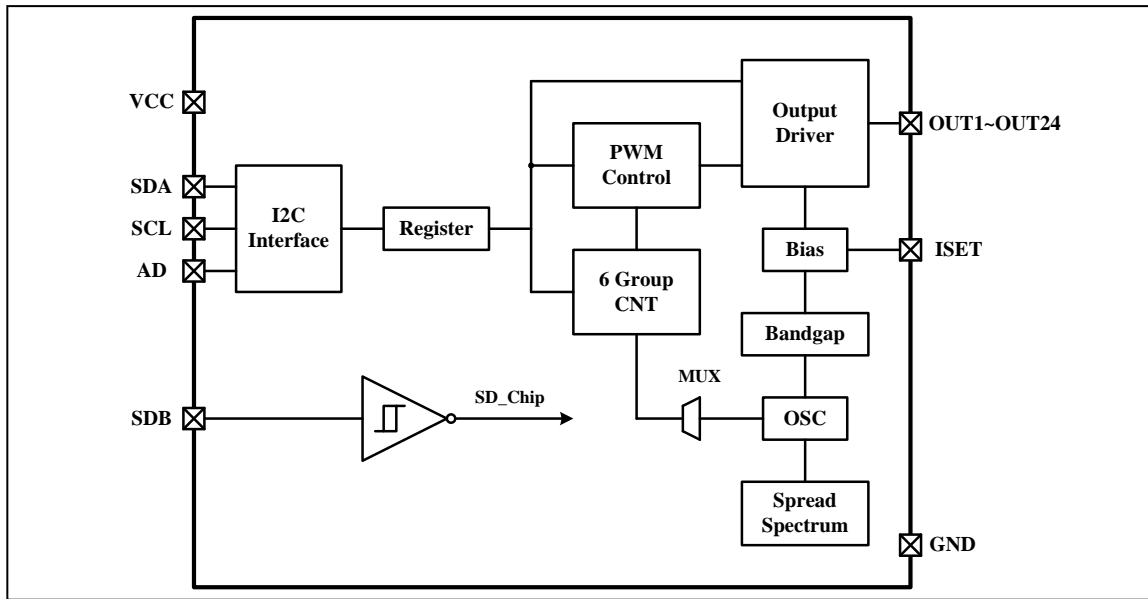 VCC
SDA
SCL
AD
SDB
I2C
Interface
Register
SD_Chip
PWM
Control
6 Group
CNT
MUX
Output
Driver
Bias
Bandgap
OSC
Spread
Spectrum
OUT1~OUT24
ISET
GND